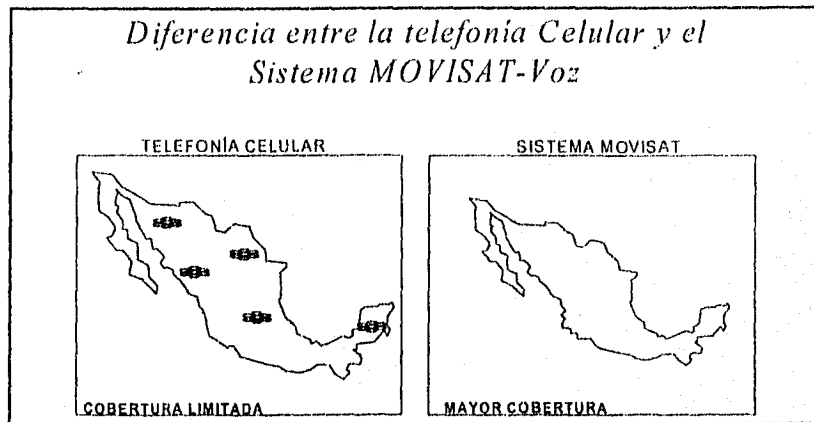 Diferencia entre la telefonía Celular y el
Sistema MOVISAT-Voz
TELEFONÍA CELULAR
SISTEMA MOVISAT
COBERTURA LIMITADA
MAYOR COBERTURA